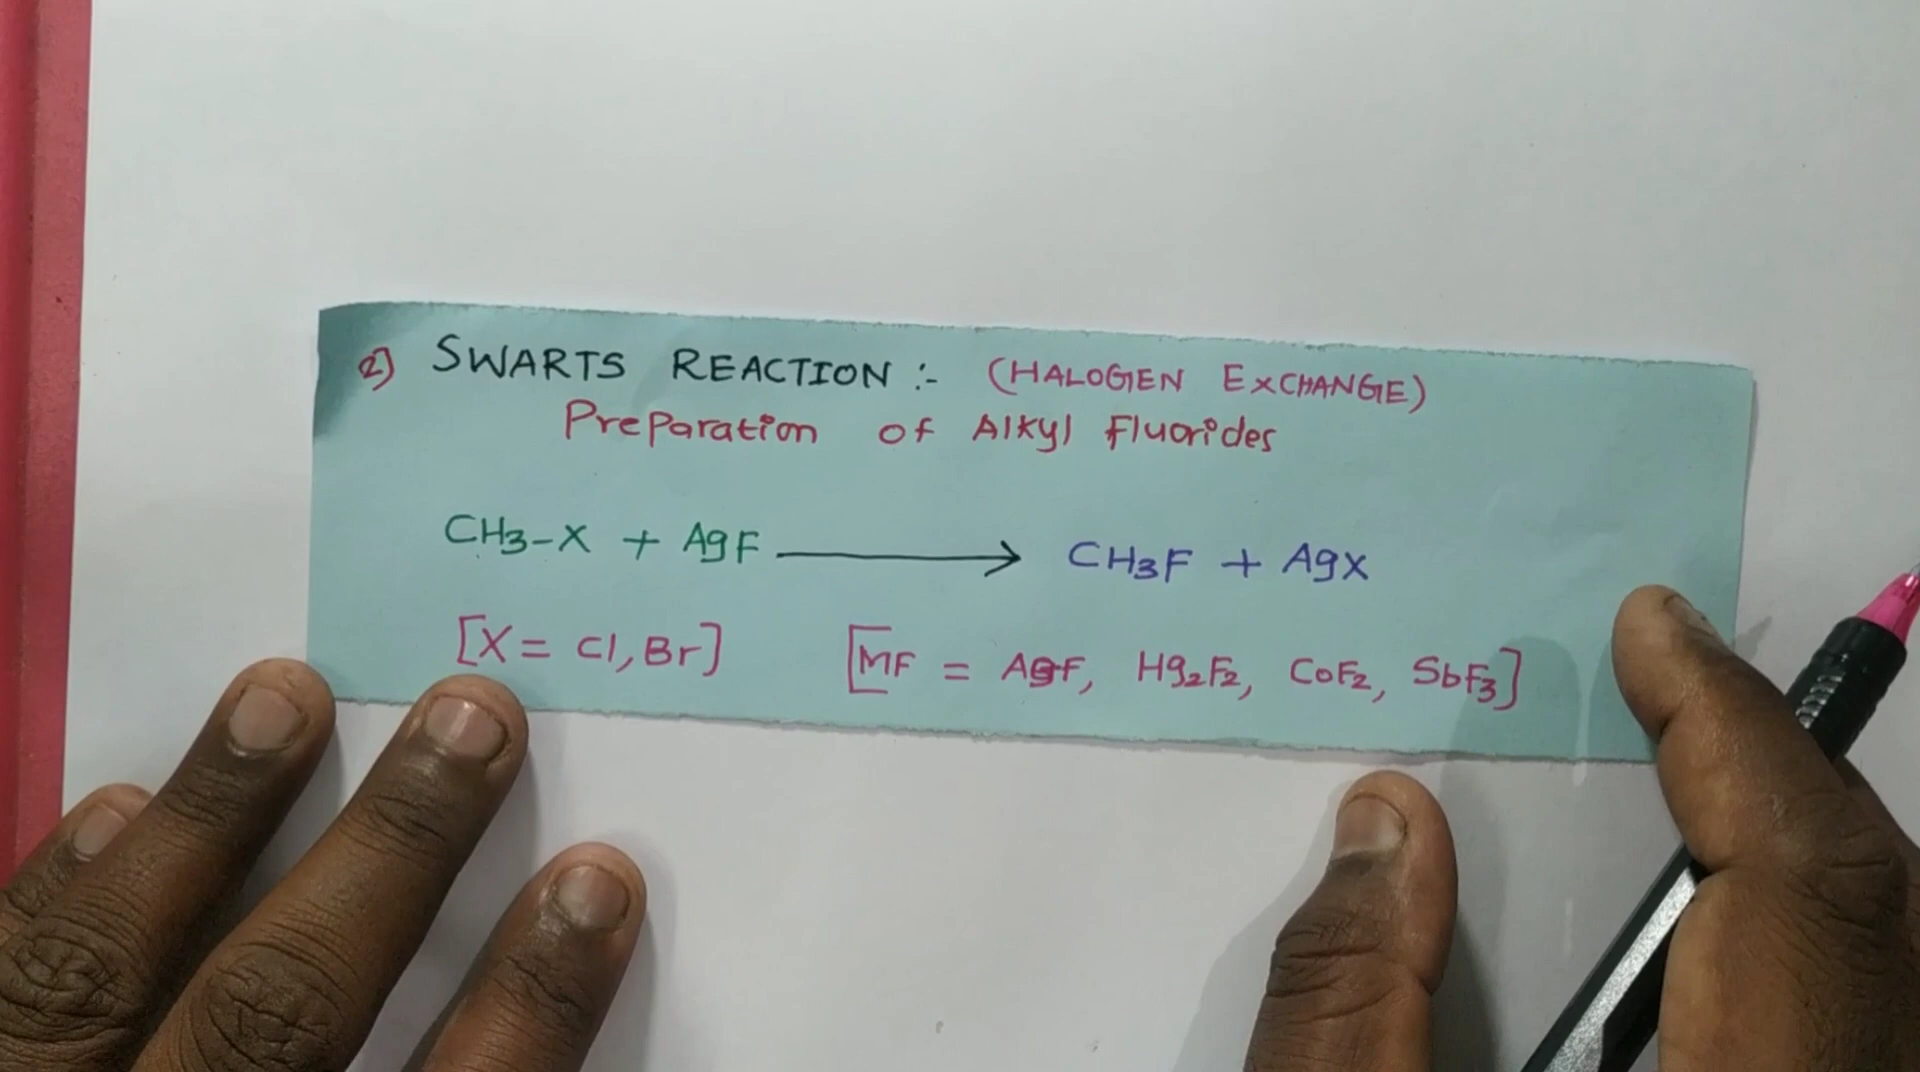 2] SWARTS REACTION :- (HALOGEN EXCHANGE)
Preparation of Alkyl Fluorides
CH3-X + AgF ⟶ CH3F + AgX
[X = Cl, Br] [MF = AgF, Hg2F2, CoF2, SbF3]